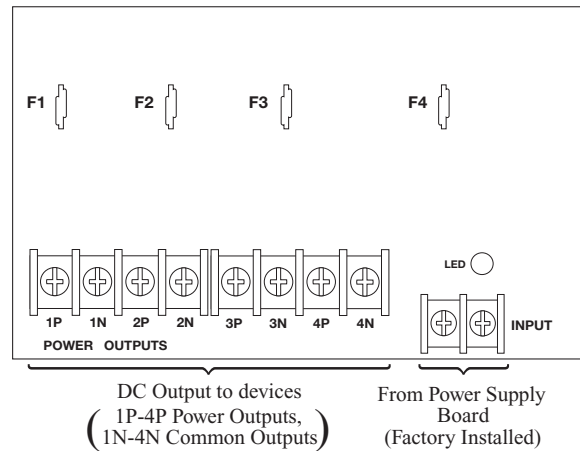 F1 F2 F3 F4
LED
1P 1N 2P 2N 3P 3N 4P 4N
INPUT
POWER OUTPUTS
DC Output to devices
(1P-4P Power Outputs,
1N-4N Common Outputs)
From Power Supply
Board
(Factory Installed)